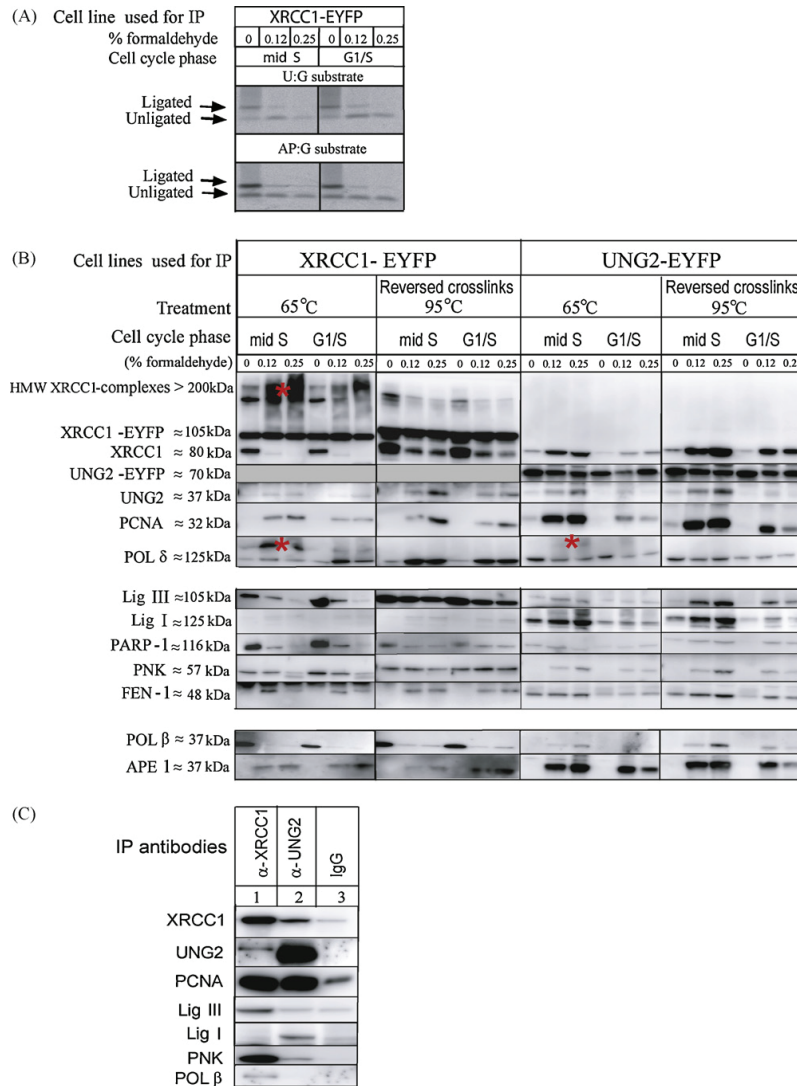 (A) Cell line used for IP XRCC1-EYFP
% formaldehyde 0 0.12 0.25 0 0.12 0.25
Cell cycle phase mid S G1/S
U:G substrate
Ligated
Unligated
AP:G substrate
Ligated
Unligated
(B) Cell lines used for IP XRCC1- EYFP UNG2-EYFP
Treatment 65°C Reversed crosslinks 95°C 65°C Reversed crosslinks 95°C
Cell cycle phase mid S G1/S mid S G1/S mid S G1/S mid S G1/S
(% formaldehyde) 0 0.12 0.25 0 0.12 0.25 0 0.12 0.25 0 0.12 0.25 0 0.12 0.25 0 0.12 0.25 0 0.12 0.25 0 0.12 0.25
HMW XRCC1-complexes > 200kDa *
XRCC1 -EYFP ≈105kDa
XRCC1 ≈ 80 kDa
UNG2 -EYFP ≈ 70 kDa
UNG2 ≈ 37 kDa
PCNA ≈ 32 kDa
POL δ ≈125kDa * *
Lig III ≈105kDa
Lig I ≈125 kDa
PARP -1 ≈116kDa
PNK ≈ 57 kDa
FEN -1 ≈ 48 kDa
POL β ≈ 37 kDa
APE 1 ≈ 37 kDa
(C)
IP antibodies α-XRCC1 α-UNG2 IgG
1 2 3
XRCC1
UNG2
PCNA
Lig III
Lig I
PNK
POL β